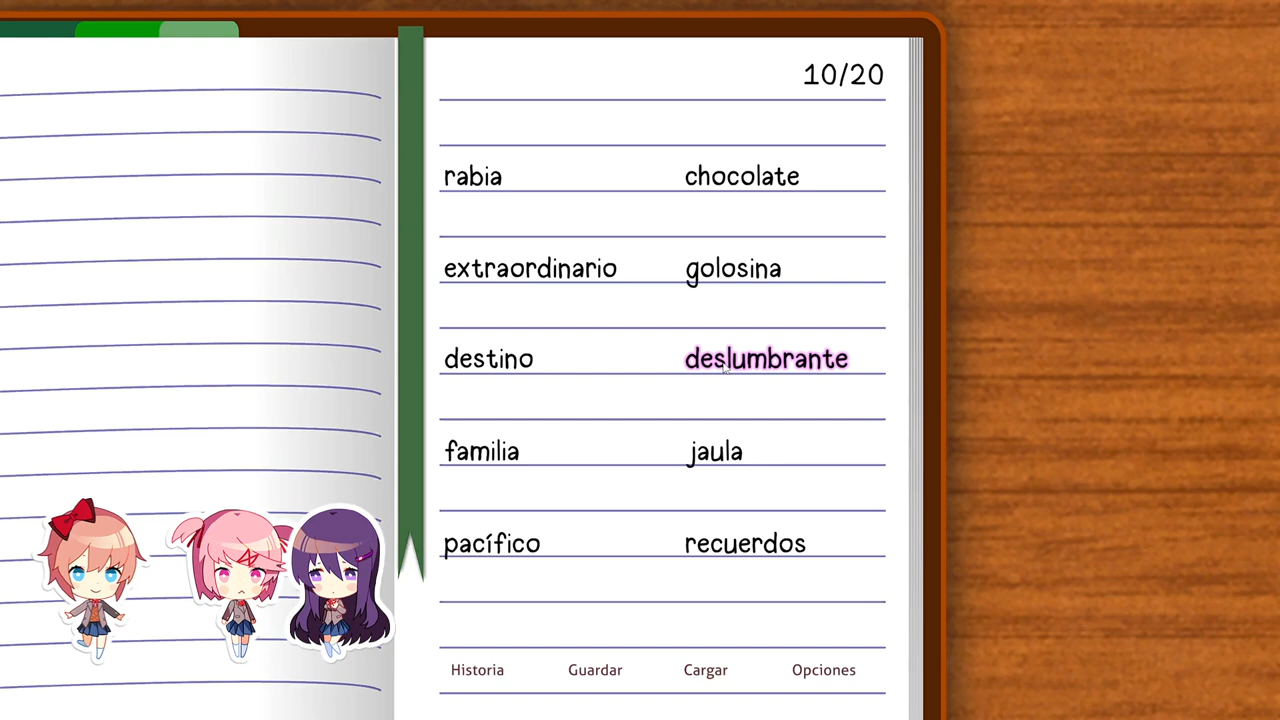 10/20
rabia chocolate
extraordinario golosina
destino deslumbrante
familia jaula
pacífico recuerdos
Historia Guardar Cargar Opciones